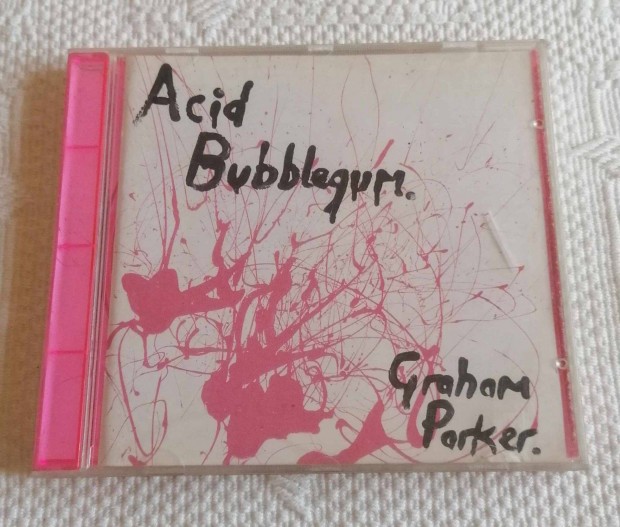 Acid
Bubblegum.
Graham
Parker.